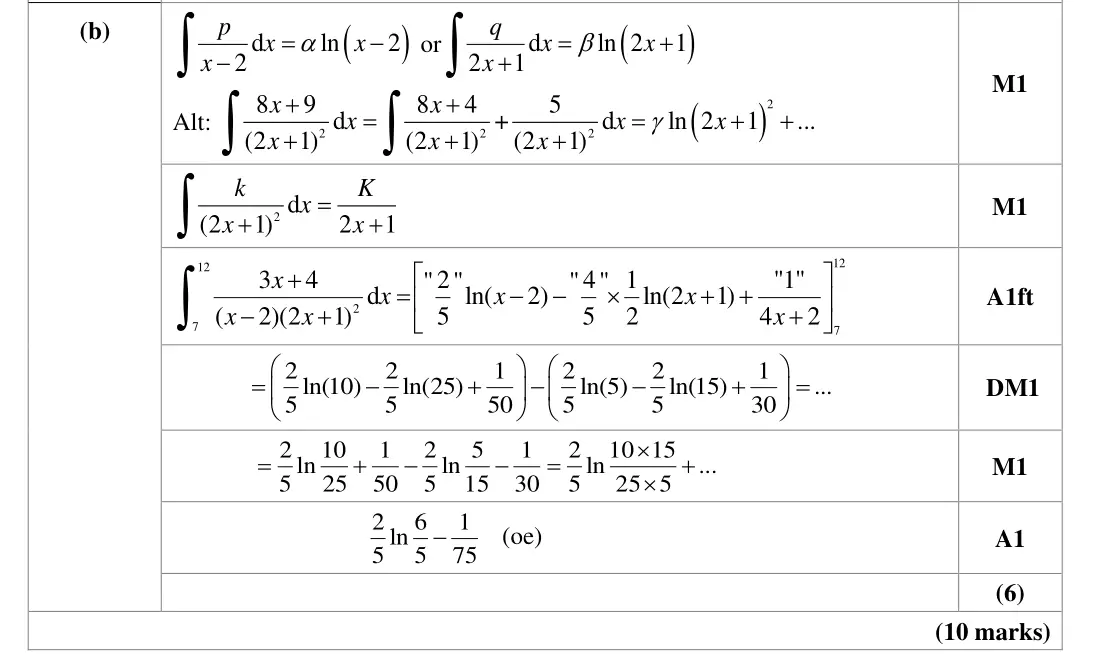 (b)
∫ p/(x − 2) dx = α ln(x − 2) or ∫ q/(2x + 1) dx = β ln(2x + 1)
Alt: ∫ (8x + 9)/(2x + 1)² dx = ∫ (8x + 4)/(2x + 1)² + 5/(2x + 1)² dx = γ ln(2x + 1)² + ...
M1
∫ k/(2x + 1)² dx = K/(2x + 1)
M1
∫₇¹² (3x + 4)/((x − 2)(2x + 1)²) dx = ["2"/5 ln(x − 2) − "4"/5 × 1/2 ln(2x + 1) + "1"/(4x + 2)]₇¹²
A1ft
= (2/5 ln(10) − 2/5 ln(25) + 1/50) − (2/5 ln(5) − 2/5 ln(15) + 1/30) = ...
DM1
= 2/5 ln 10/25 + 1/50 − 2/5 ln 5/15 − 1/30 = 2/5 ln (10×15)/(25×5) + ...
M1
2/5 ln 6/5 − 1/75 (oe)
A1
(6)
(10 marks)